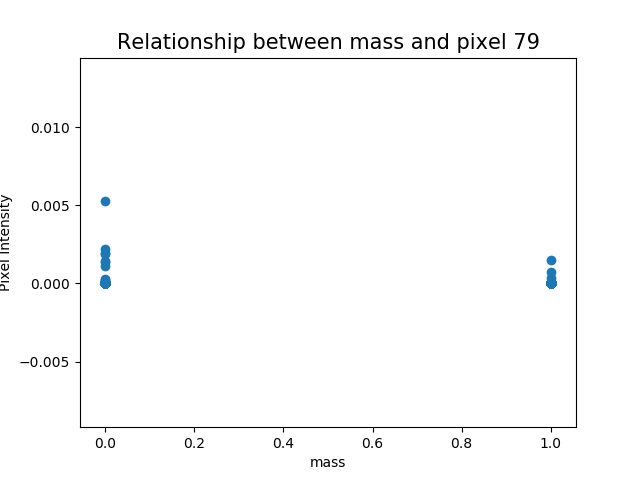 Relationship between mass and pixel 79
0.010
0.005
0.000
−0.005
Pixel Intensity
0.0 0.2 0.4 0.6 0.8 1.0
mass